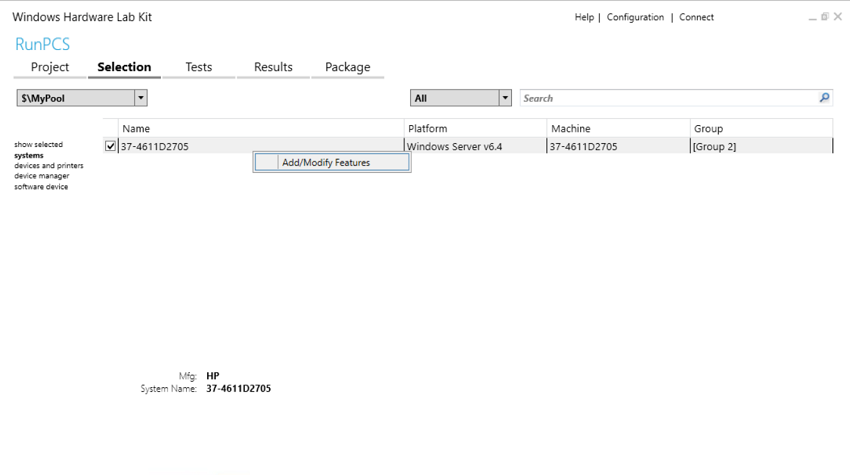 Windows Hardware Lab Kit
Help | Configuration | Connect
RunPCS
Project Selection Tests Results Package
$\MyPool All Search
Name Platform Machine Group
show selected
37-4611D2705 Windows Server v6.4 37-4611D2705 [Group 2]
systems
Add/Modify Features
devices and printers
device manager
software device
Mfg: HP
System Name: 37-4611D2705